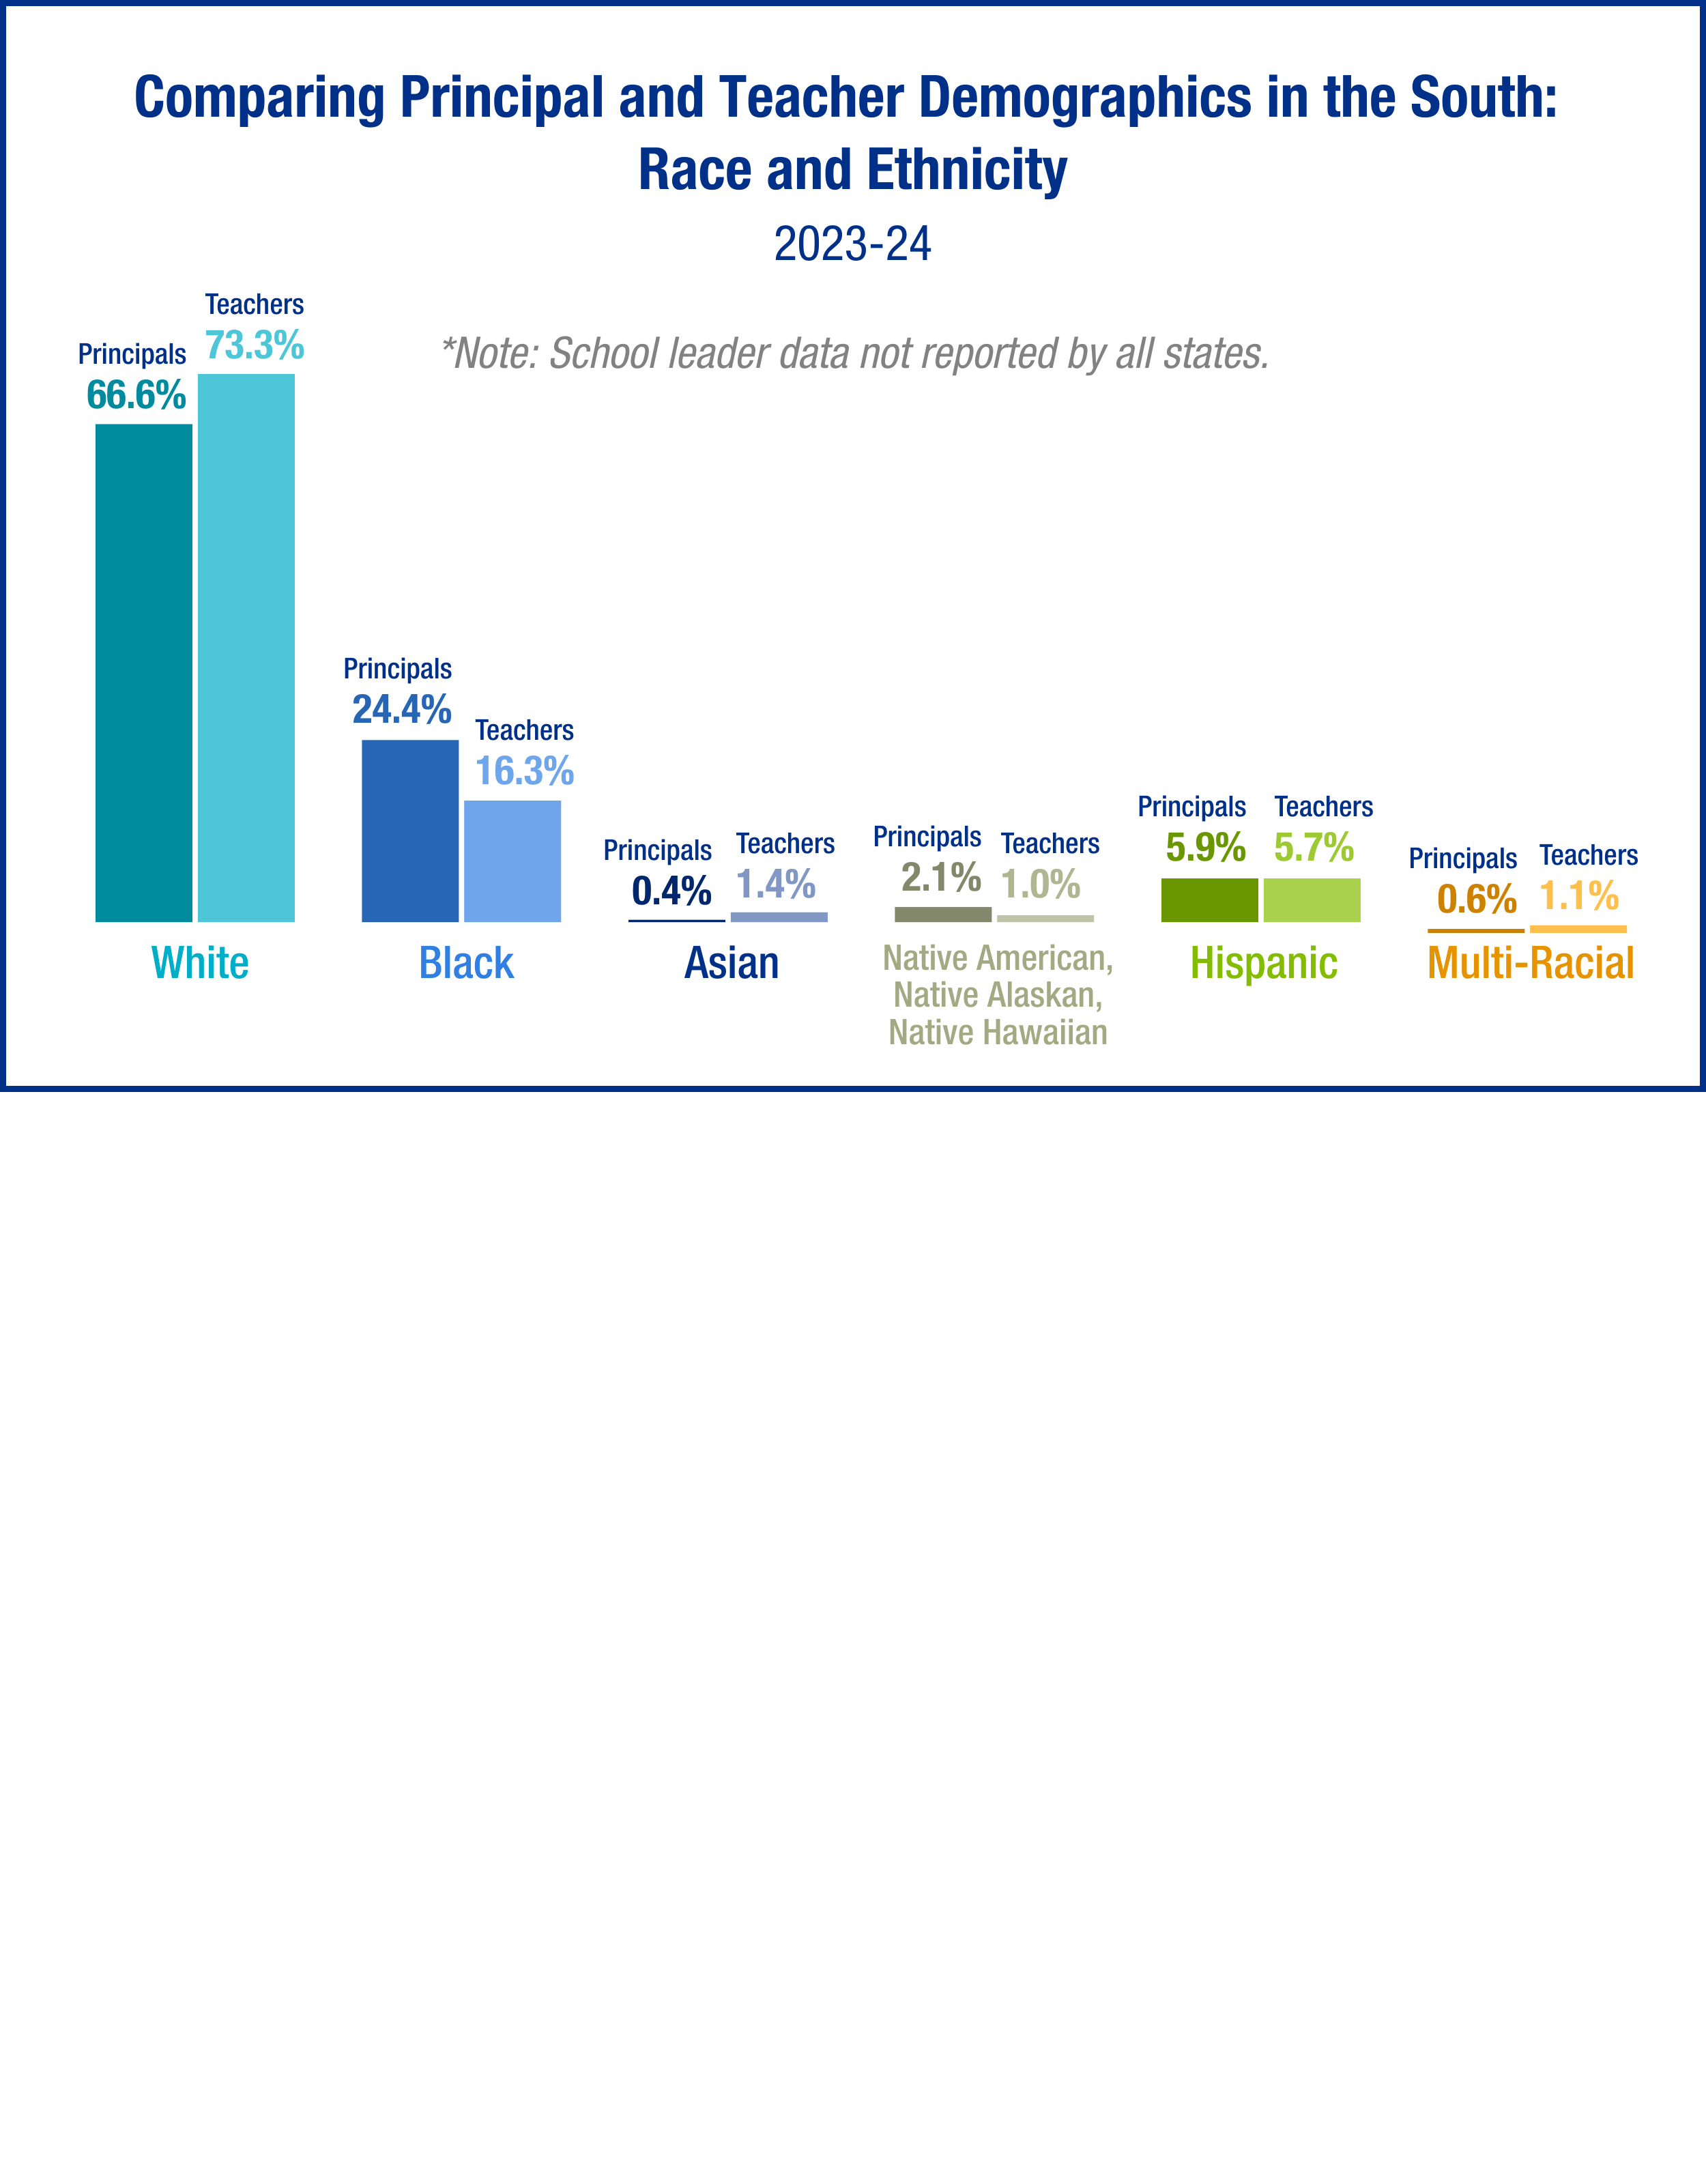 Comparing Principal and Teacher Demographics in the South:
Race and Ethnicity
2023-24
*Note: School leader data not reported by all states.
Principals
66.6%
Teachers
73.3%
White
Principals
24.4%
Teachers
16.3%
Black
Principals
0.4%
Teachers
1.4%
Asian
Principals
2.1%
Teachers
1.0%
Native American,
Native Alaskan,
Native Hawaiian
Principals
5.9%
Teachers
5.7%
Hispanic
Principals
0.6%
Teachers
1.1%
Multi-Racial